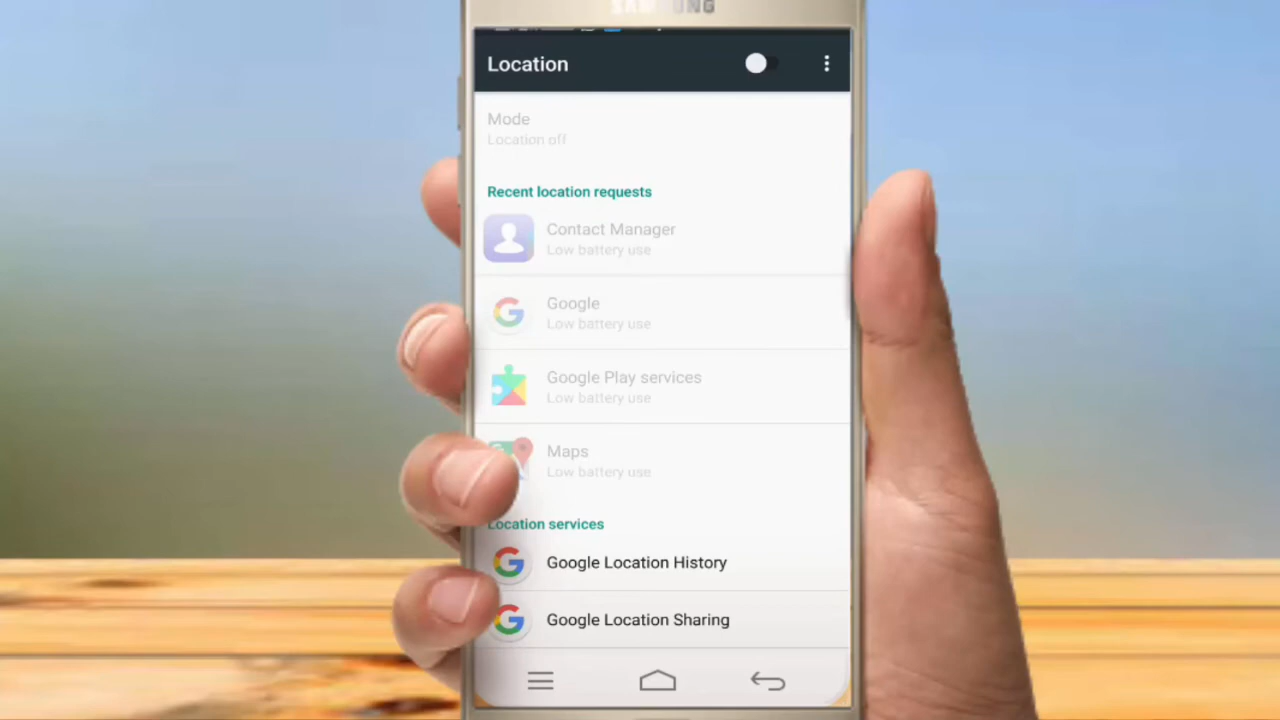 SAMSUNG
Location
Mode
Location off
Recent location requests
Contact Manager
Low battery use
Google
Low battery use
Google Play services
Low battery use
Maps
Low battery use
Location services
Google Location History
Google Location Sharing